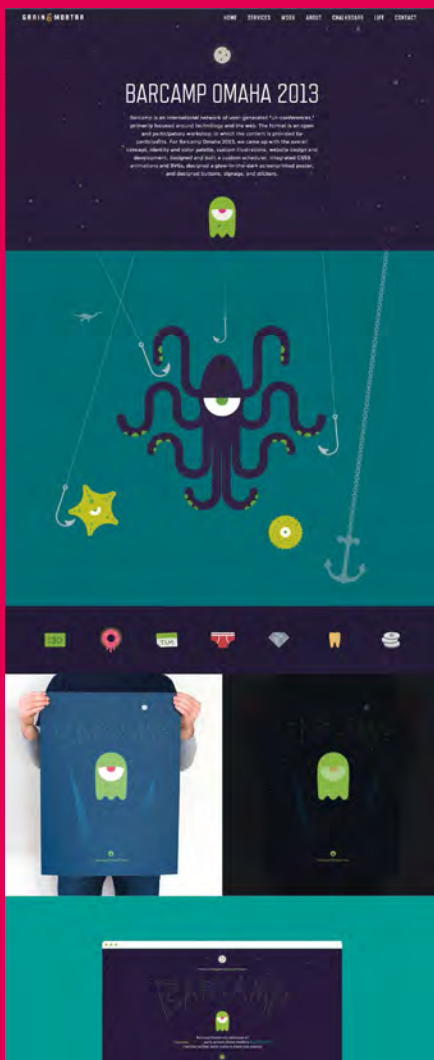 GRAIN & MORTAR
HOME SERVICES WORK ABOUT CHALKBOARD LIFE CONTACT
BARCAMP OMAHA 2013
Barcamp is an international network of user-generated "un-conferences,"
primarily focused around technology and the web. The format is an open
and participatory workshop, in which the content is provided by
participants. For Barcamp Omaha 2013, we came up with the overall
concept, identity and color palette, custom illustrations, website design and
development, designed and built a custom scheduler, integrated CSS3
animations and SVGs, designed a glow-in-the-dark screenprinted poster,
and designed buttons, signage, and stickers.
BARCAMP
BARCAMP
BARCAMP